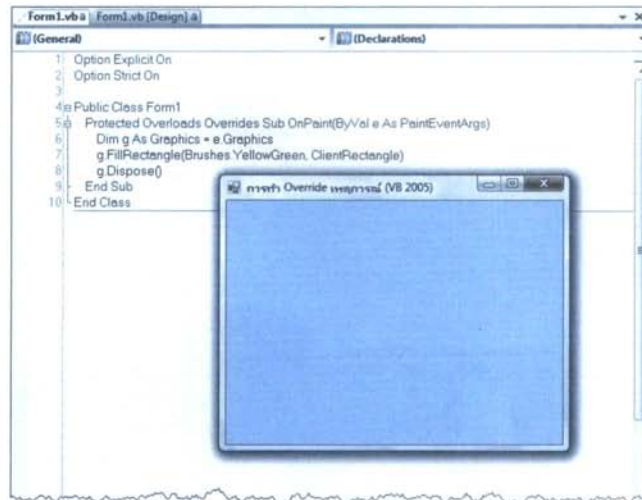 Form1.vb Form1.vb [Design]
(General) (Declarations)
1 Option Explicit On
2 Option Strict On
3
4 Public Class Form1
5 Protected Overloads Overrides Sub OnPaint(ByVal e As PaintEventArgs)
6 Dim g As Graphics = e.Graphics
7 g.FillRectangle(Brushes.YellowGreen, ClientRectangle)
8 g.Dispose()
9 End Sub
10 End Class
การทำ Override เหตุการณ์ (VB 2005)